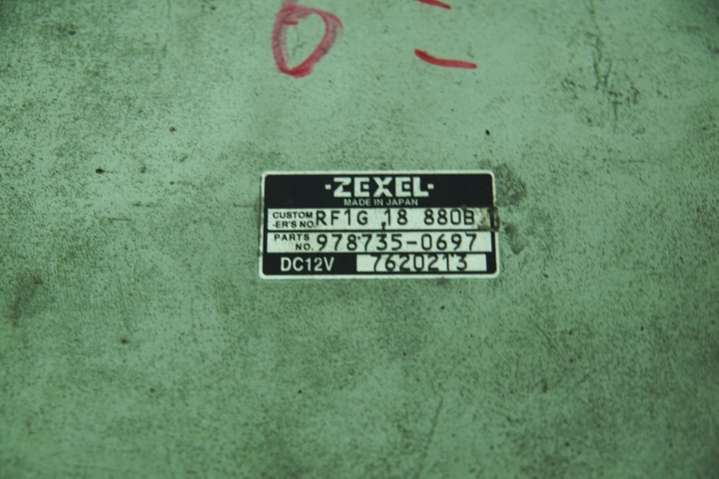 ·ZEXEL·
MADE IN JAPAN
CUSTOM
-ER'S NO. RF1G 18 880B
PARTS
NO. 978735-0697
DC12V 7620213